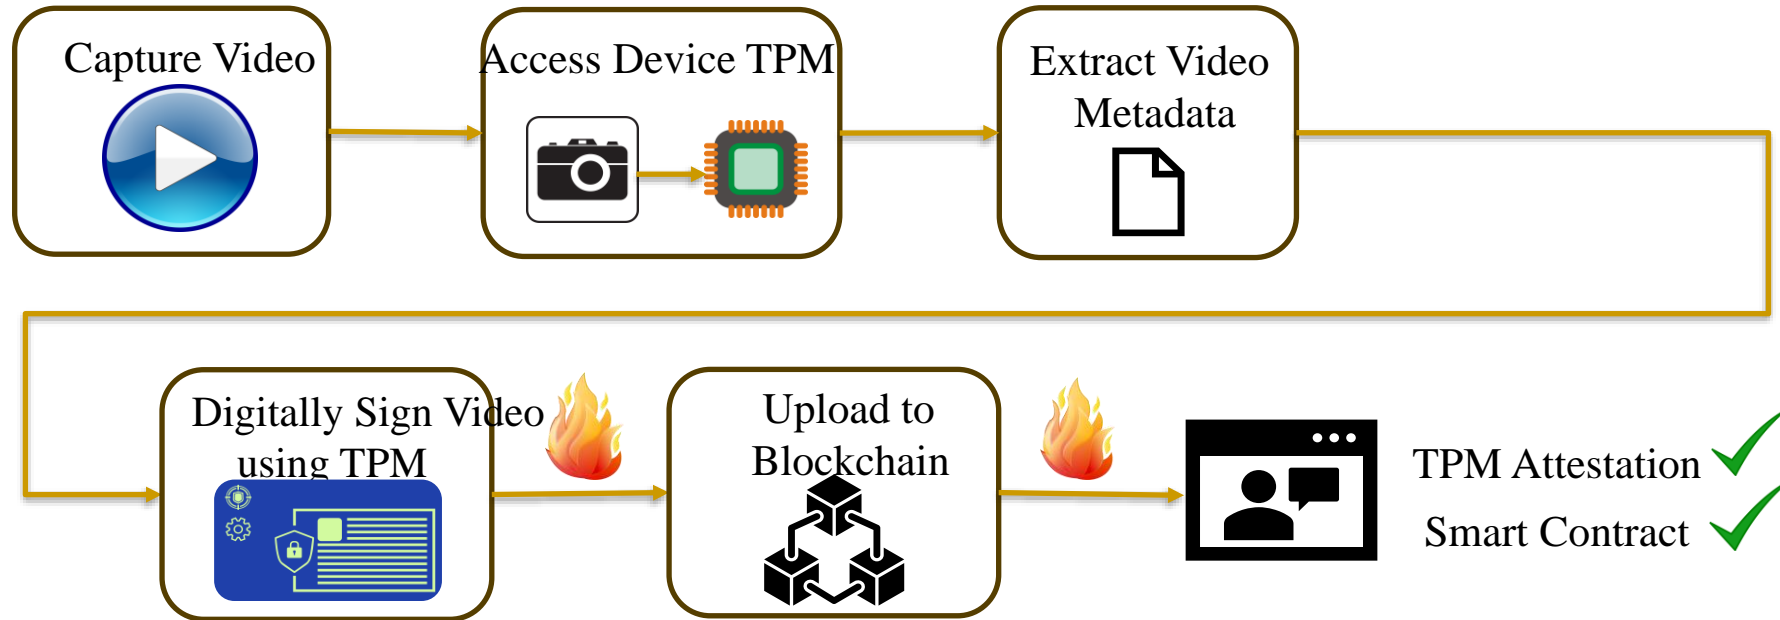 Capture Video
Access Device TPM
Extract Video
Metadata
Digitally Sign Video
using TPM
Upload to
Blockchain
TPM Attestation
Smart Contract